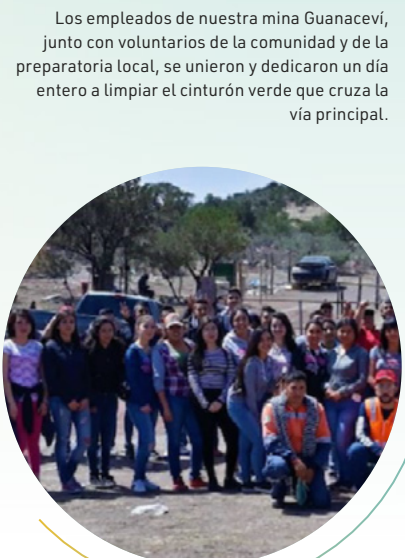 Los empleados de nuestra mina Guanaceví,
junto con voluntarios de la comunidad y de la
preparatoria local, se unieron y dedicaron un día
entero a limpiar el cinturón verde que cruza la
vía principal.